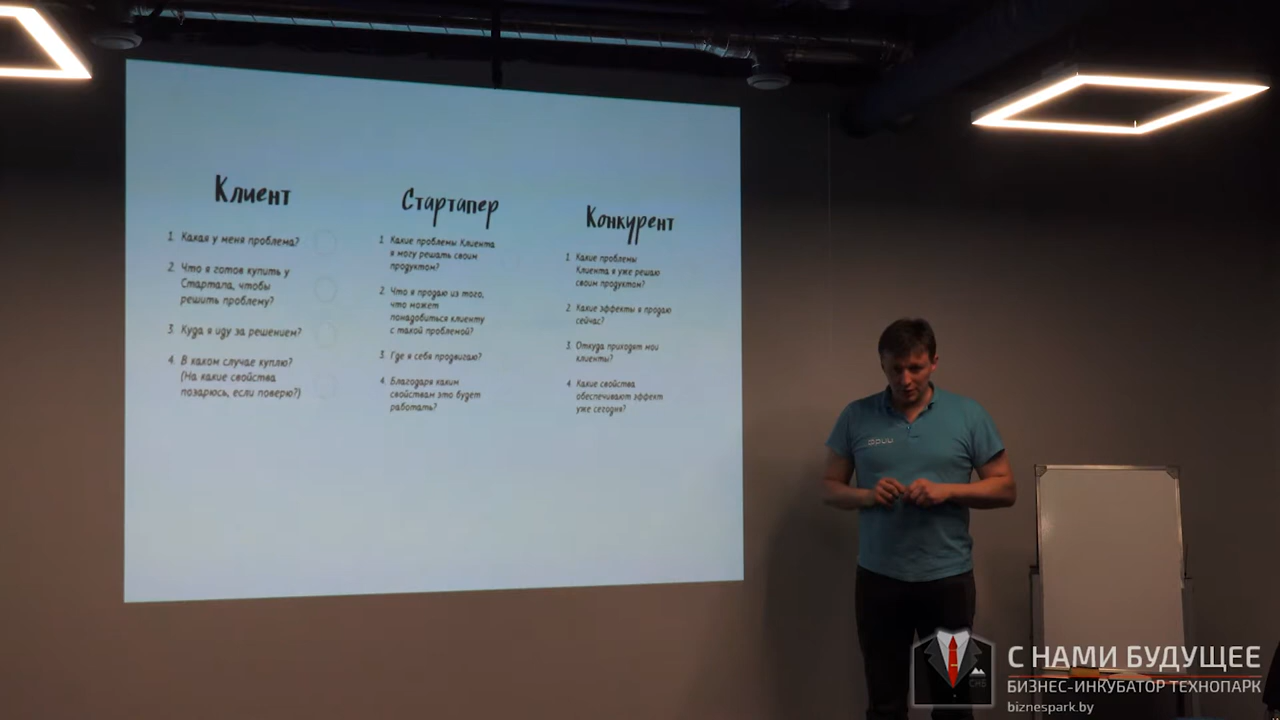 Клиент
1. Какая у меня проблема?
2. Что я готов купить у
Стартапа, чтобы
решить проблему?
3. Куда я иду за решением?
4. В каком случае куплю?
(На какие свойства
позарюсь, если поверю?)
Стартапер
1. Какие проблемы Клиента
я могу решать своим
продуктом?
2. Что я продаю из того,
что может
понадобиться клиенту
с такой проблемой?
3. Где я себя продвигаю?
4. Благодаря каким
свойствам это будет
работать?
Конкурент
1. Какие проблемы
Клиента я уже решаю
своим продуктом?
2. Какие эффекты я продаю
сейчас?
3. Откуда приходят мои
клиенты?
4. Какие свойства
обеспечивают эффект
уже сегодня?
фрии
С НАМИ БУДУЩЕЕ
БИЗНЕС-ИНКУБАТОР ТЕХНОПАРК
biznespark.by